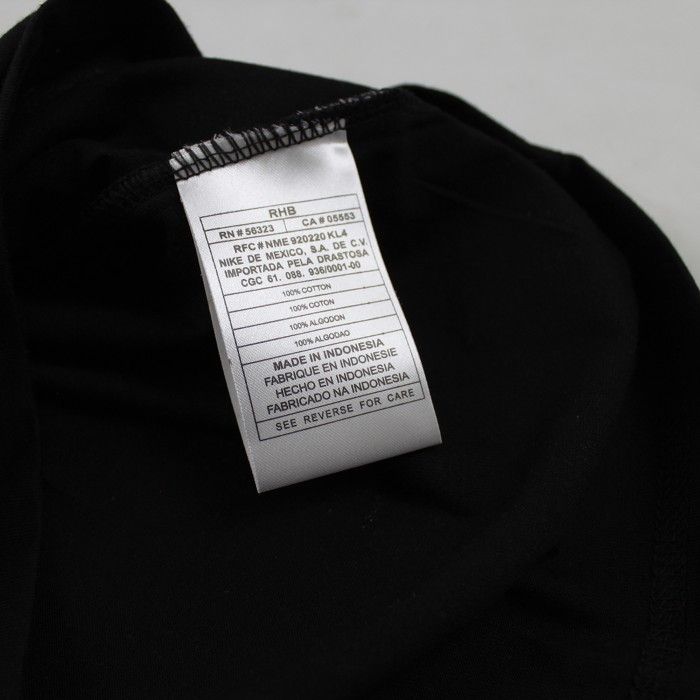 RHB
RN # 56323 CA # 05553
RFC # NME 920220 KL4
NIKE DE MEXICO, S.A. DE C.V.
IMPORTADA PELA DRASTOSA
CGC 61. 088. 936/0001-00
100% COTTON
100% COTTON
100% ALGODON
100% ALGODAO
MADE IN INDONESIA
FABRIQUE EN INDONESIE
HECHO EN INDONESIA
FABRICADO NA INDONESIA
SEE REVERSE FOR CARE